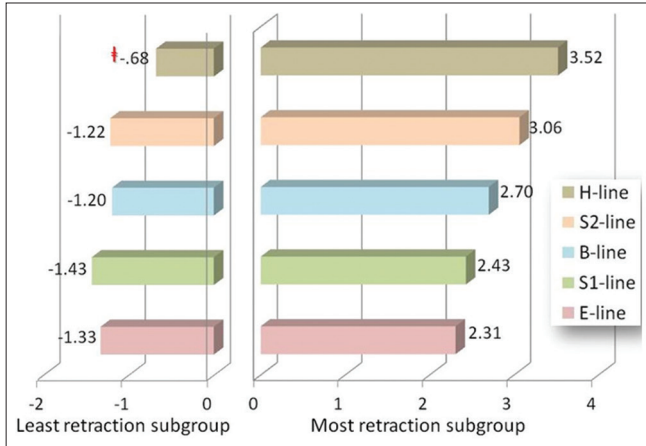 ǂ-.68
3.52
-1.22
3.06
-1.20
2.70
-1.43
2.43
-1.33
2.31
H-line
S2-line
B-line
S1-line
E-line
-2 -1 0
0 1 2 3 4
Least retraction subgroup
Most retraction subgroup